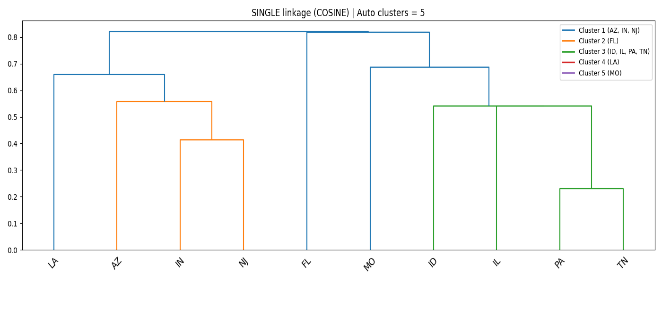 SINGLE linkage (COSINE) | Auto clusters = 5
Cluster 1 (AZ, IN, NJ)
Cluster 2 (FL)
Cluster 3 (ID, IL, PA, TN)
Cluster 4 (LA)
Cluster 5 (MO)
0.8
0.7
0.6
0.5
0.4
0.3
0.2
0.1
0.0
LA AZ IN NJ FL MO ID IL PA TN